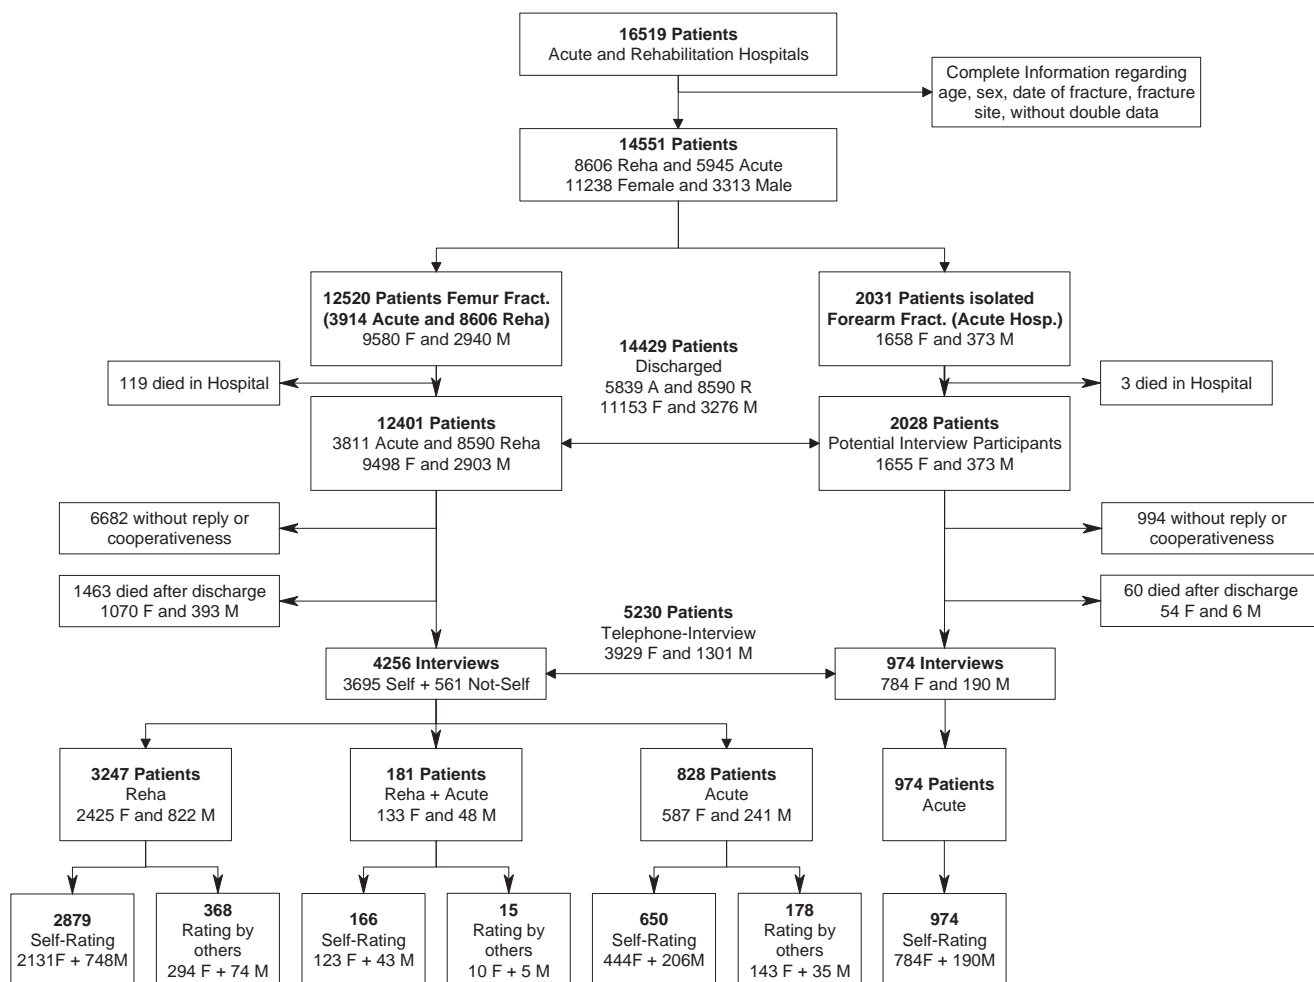 16519 Patients
Acute and Rehabilitation Hospitals
Complete Information regarding
age, sex, date of fracture, fracture
site, without double data
14551 Patients
8606 Reha and 5945 Acute
11238 Female and 3313 Male
12520 Patients Femur Fract.
(3914 Acute and 8606 Reha)
9580 F and 2940 M
2031 Patients isolated
Forearm Fract. (Acute Hosp.)
1658 F and 373 M
14429 Patients
Discharged
5839 A and 8590 R
11153 F and 3276 M
119 died in Hospital
3 died in Hospital
12401 Patients
3811 Acute and 8590 Reha
9498 F and 2903 M
2028 Patients
Potential Interview Participants
1655 F and 373 M
6682 without reply or
cooperativeness
994 without reply or
cooperativeness
1463 died after discharge
1070 F and 393 M
60 died after discharge
54 F and 6 M
5230 Patients
Telephone-Interview
3929 F and 1301 M
4256 Interviews
3695 Self + 561 Not-Self
974 Interviews
784 F and 190 M
3247 Patients
Reha
2425 F and 822 M
181 Patients
Reha + Acute
133 F and 48 M
828 Patients
Acute
587 F and 241 M
974 Patients
Acute
2879
Self-Rating
2131F + 748M
368
Rating by
others
294 F + 74 M
166
Self-Rating
123 F + 43 M
15
Rating by
others
10 F + 5 M
650
Self-Rating
444F + 206M
178
Rating by
others
143 F + 35 M
974
Self-Rating
784F + 190M